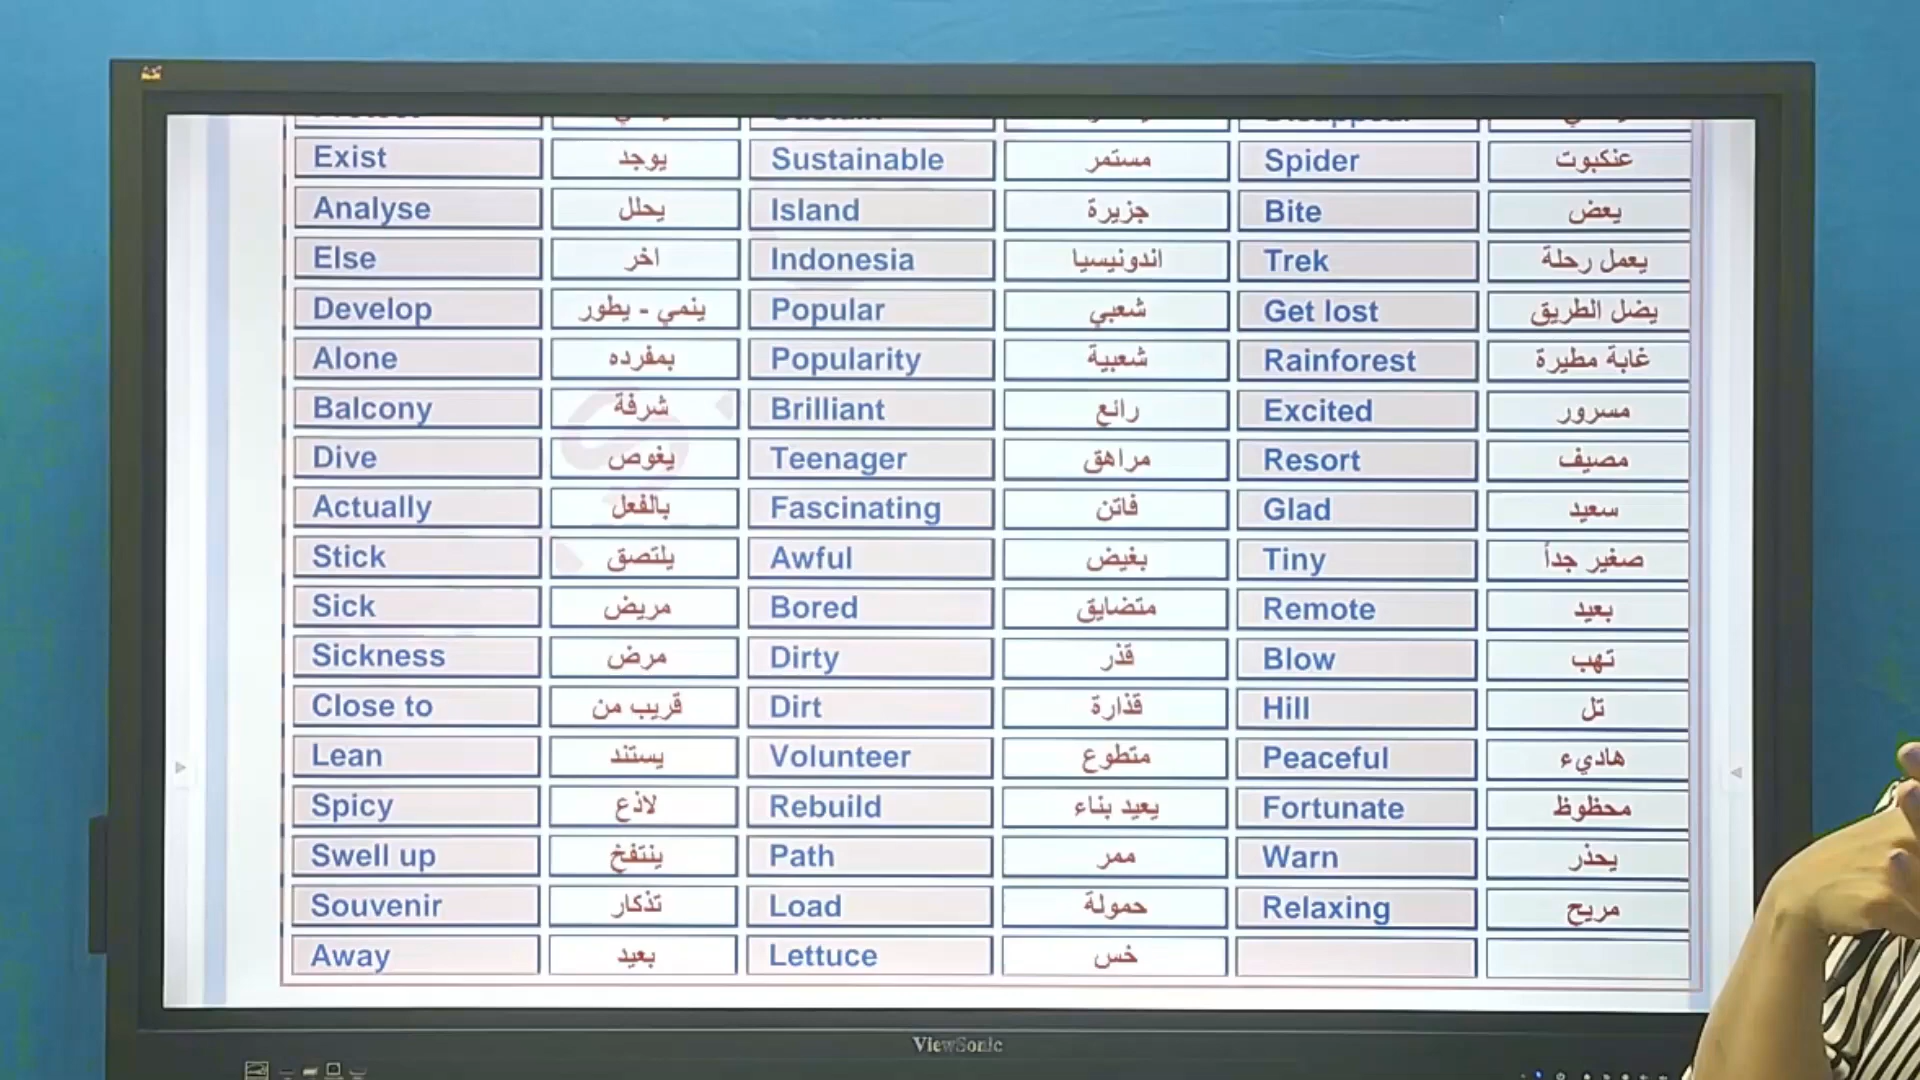 Exist يوجد Sustainable مستمر Spider عنكبوت
Analyse يحلل Island جزيرة Bite يعض
Else اخر Indonesia اندونيسيا Trek يعمل رحلة
Develop ينمي - يطور Popular شعبي Get lost يضل الطريق
Alone بمفرده Popularity شعبية Rainforest غابة مطيرة
Balcony شرفة Brilliant رائع Excited مسرور
Dive يغوص Teenager مراهق Resort مصيف
Actually بالفعل Fascinating فاتن Glad سعيد
Stick يلتصق Awful بغيض Tiny صغير جداً
Sick مريض Bored متضايق Remote بعيد
Sickness مرض Dirty قذر Blow تهب
Close to قريب من Dirt قذارة Hill تل
Lean يستند Volunteer متطوع Peaceful هاديء
Spicy لاذع Rebuild يعيد بناء Fortunate محظوظ
Swell up ينتفخ Path ممر Warn يحذر
Souvenir تذكار Load حمولة Relaxing مريح
Away بعيد Lettuce خس
ViewSonic